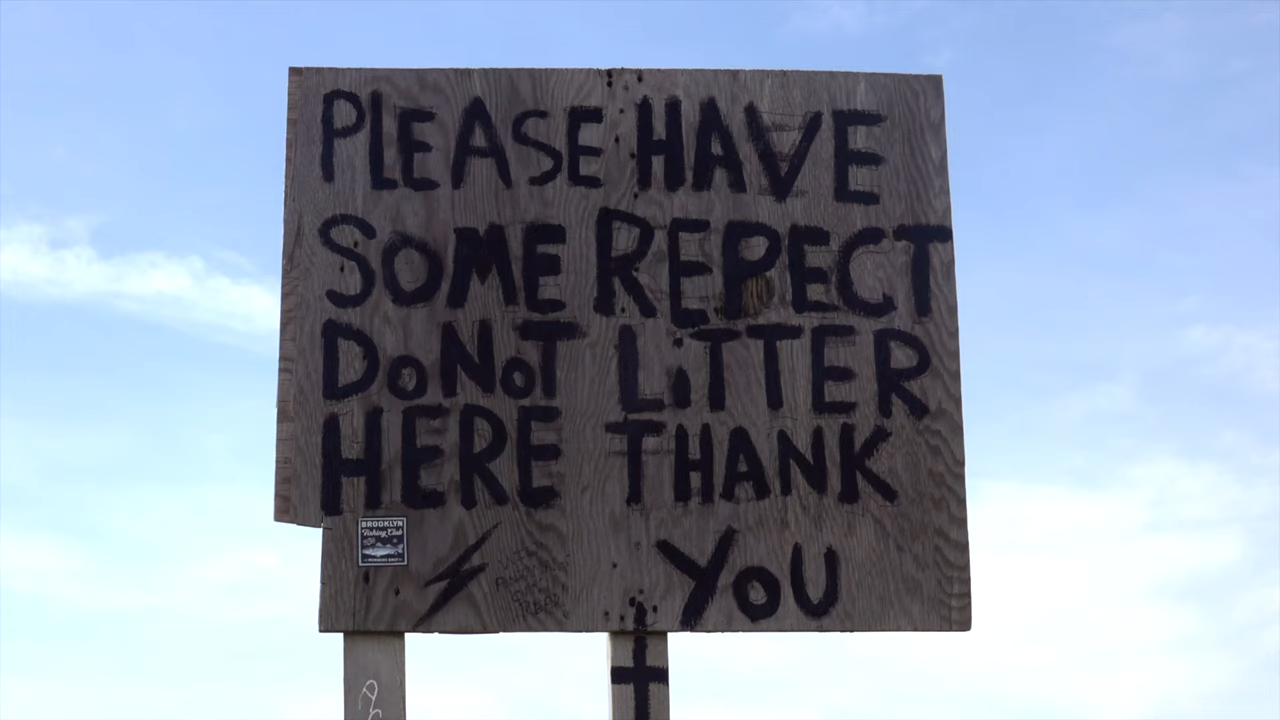 PLEASE HAVE
SOME REPECT
DoNoT LiTTER
HERE THANK
YoU
BROOKLYN
Fishing Club